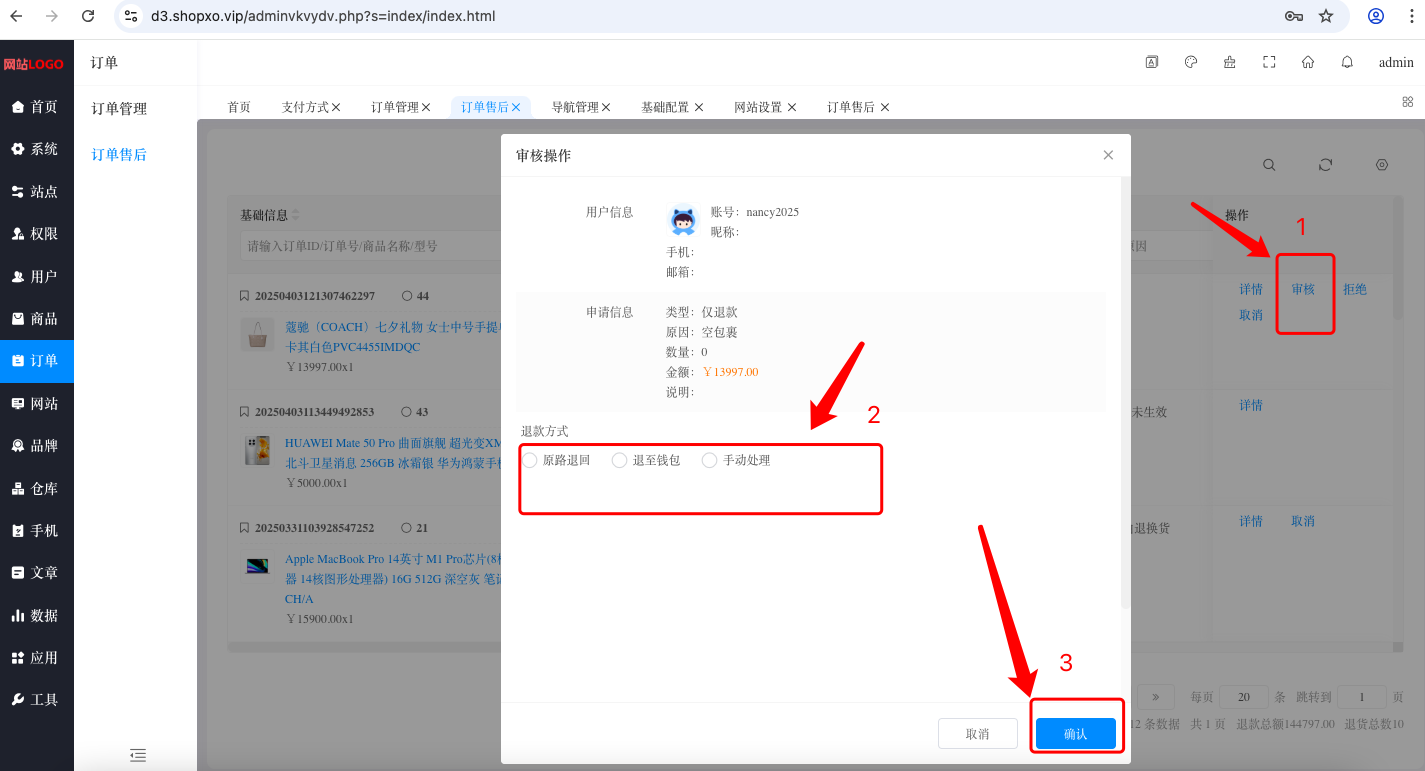 d3.shopxo.vip/adminvkvydv.php?s=index/index.html
网站LOGO
首页
系统
站点
权限
用户
商品
订单
网站
品牌
仓库
手机
文章
数据
应用
工具
订单
订单管理
订单售后
admin
首页 支付方式 订单管理 订单售后 导航管理 基础配置 网站设置 订单售后
基础信息
请输入订单ID/订单号/商品名称/型号
20250403121307462297 44
蔻驰（COACH）七夕礼物 女士中号手提
卡其白色PVC4455IMDQC
￥13997.00x1
20250403113449492853 43
HUAWEI Mate 50 Pro 曲面旗舰 超光变XM
北斗卫星消息 256GB 冰霜银 华为鸿蒙手
￥5000.00x1
20250331103928547252 21
Apple MacBook Pro 14英寸 M1 Pro芯片(8
器 14核图形处理器) 16G 512G 深空灰 笔
CH/A
￥15900.00x1
审核操作
用户信息
账号：nancy2025
昵称：
手机：
邮箱：
申请信息
类型：仅退款
原因：空包裹
数量：0
金额：￥13997.00
说明：
退款方式
原路退回 退至钱包 手动处理
取消 确认
1
2
3
操作
因
详情 审核 拒绝
取消
未生效
详情
退换货
详情 取消
» 每页 20 条 跳转到 1 页
12 条数据 共 1 页 退款总额144797.00 退货总数10